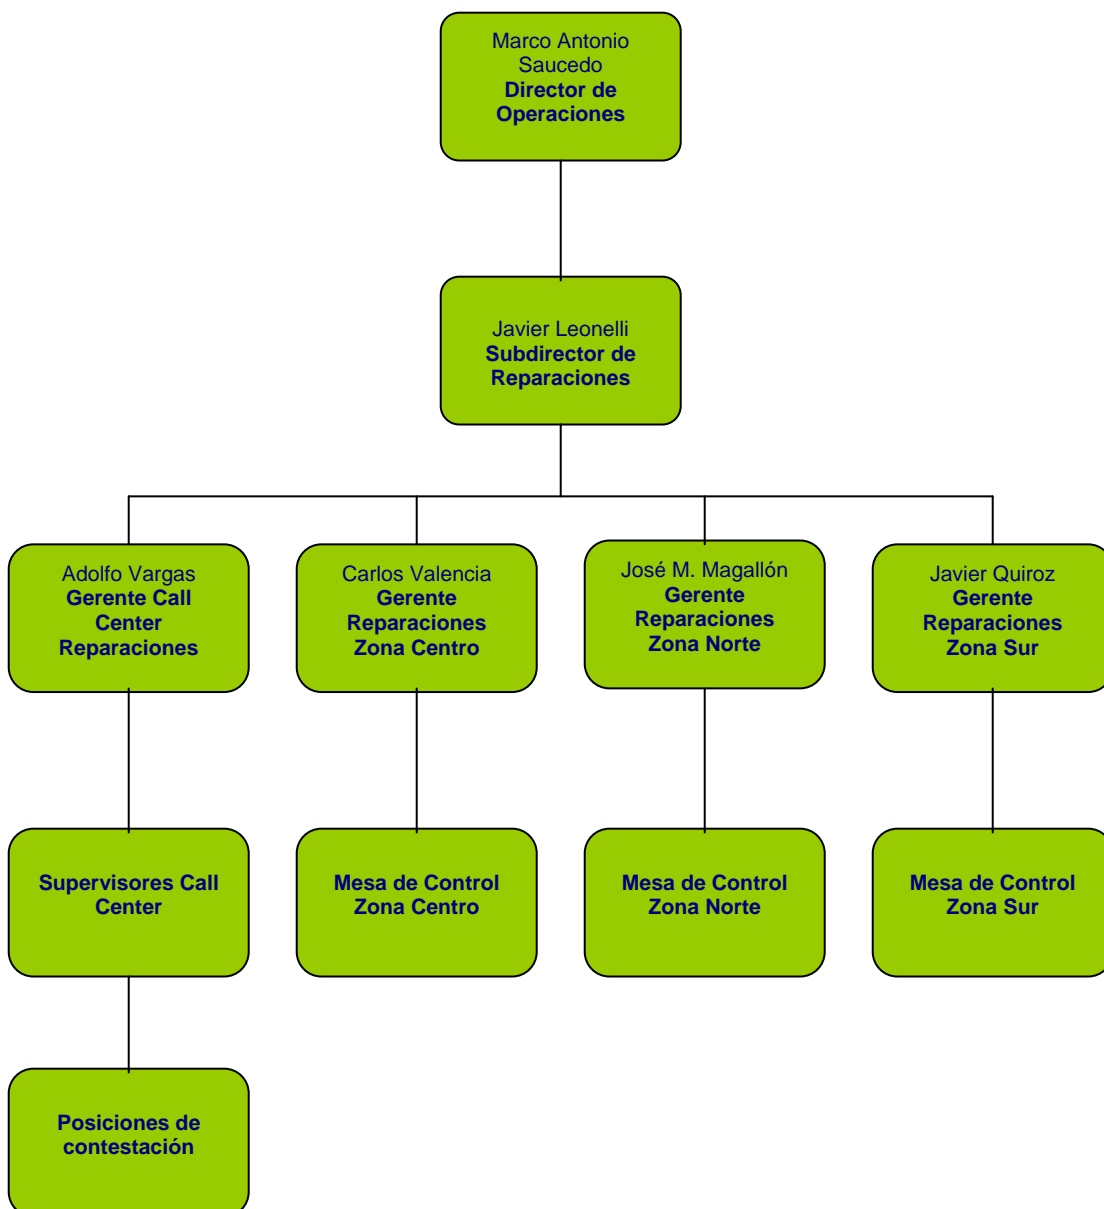 Marco Antonio
Saucedo
Director de
Operaciones
Javier Leonelli
Subdirector de
Reparaciones
Adolfo Vargas
Gerente Call
Center
Reparaciones
Carlos Valencia
Gerente
Reparaciones
Zona Centro
José M. Magallón
Gerente
Reparaciones
Zona Norte
Javier Quiroz
Gerente
Reparaciones
Zona Sur
Supervisores Call
Center
Mesa de Control
Zona Centro
Mesa de Control
Zona Norte
Mesa de Control
Zona Sur
Posiciones de
contestación